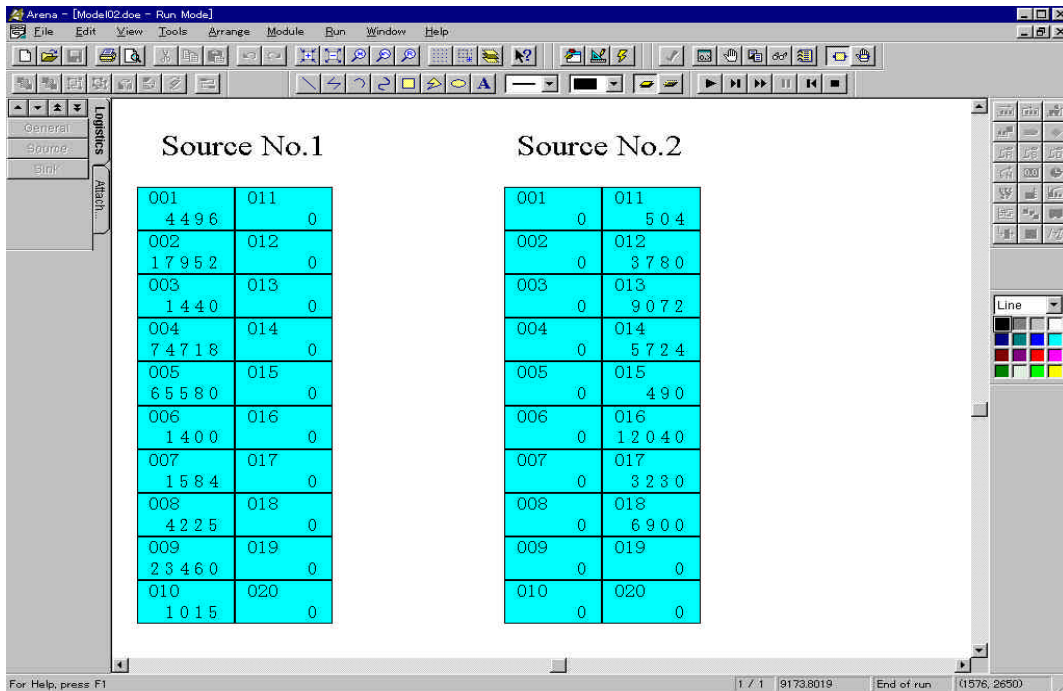 Arena - [Model02.doe - Run Mode]
File Edit View Tools Arrange Module Run Window Help
Logistics
Attach...
General
Source
Sink
Source No.1 Source No.2
001 011 001 011
4496 0 0 504
002 012 002 012
17952 0 0 3780
003 013 003 013
1440 0 0 9072
004 014 004 014
74718 0 0 5724
005 015 005 015
65580 0 0 490
006 016 006 016
1400 0 0 12040
007 017 007 017
1584 0 0 3230
008 018 008 018
4225 0 0 6900
009 019 009 019
23460 0 0 0
010 020 010 020
1015 0 0 0
Line
For Help, press F1 1 / 1 9173.8019 End of run (1576, 2650)